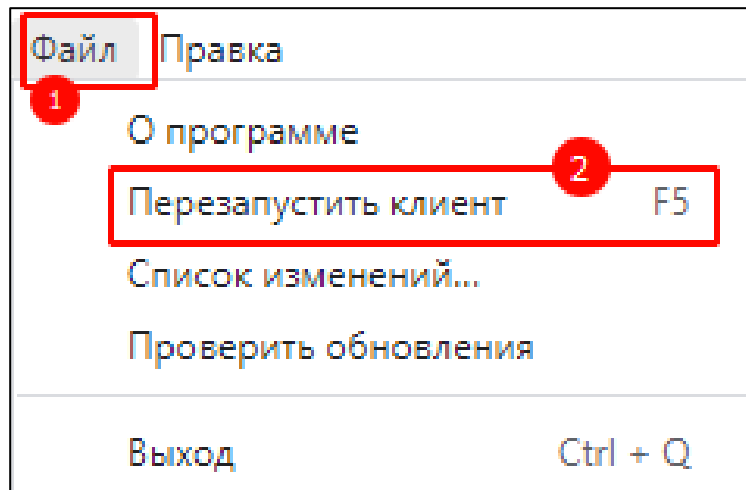 Файл Правка
1
О программе
2
Перезапустить клиент F5
Список изменений...
Проверить обновления
Выход Ctrl + Q